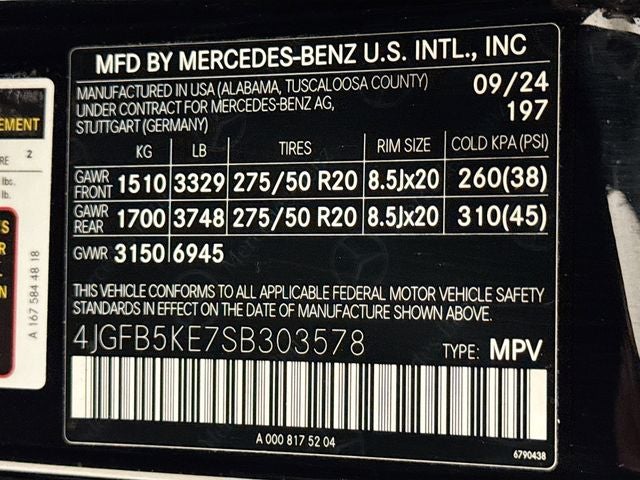 MFD BY MERCEDES-BENZ U.S. INTL., INC
MANUFACTURED IN USA (ALABAMA, TUSCALOOSA COUNTY) 09/24
UNDER CONTRACT FOR MERCEDES-BENZ AG, 197
STUTTGART (GERMANY)
KG LB TIRES RIM SIZE COLD KPA (PSI)
GAWR FRONT 1510 3329 275/50 R20 8.5Jx20 260(38)
GAWR REAR 1700 3748 275/50 R20 8.5Jx20 310(45)
GVWR 3150 6945
THIS VEHICLE CONFORMS TO ALL APPLICABLE FEDERAL MOTOR VEHICLE SAFETY
STANDARDS IN EFFECT ON THE DATE OF MANUFACTURE SHOWN ABOVE.
4JGFB5KE7SB303578 TYPE: MPV
A 000 817 52 04
6790438
2
lbs.
lb.
A 167 584 48 18